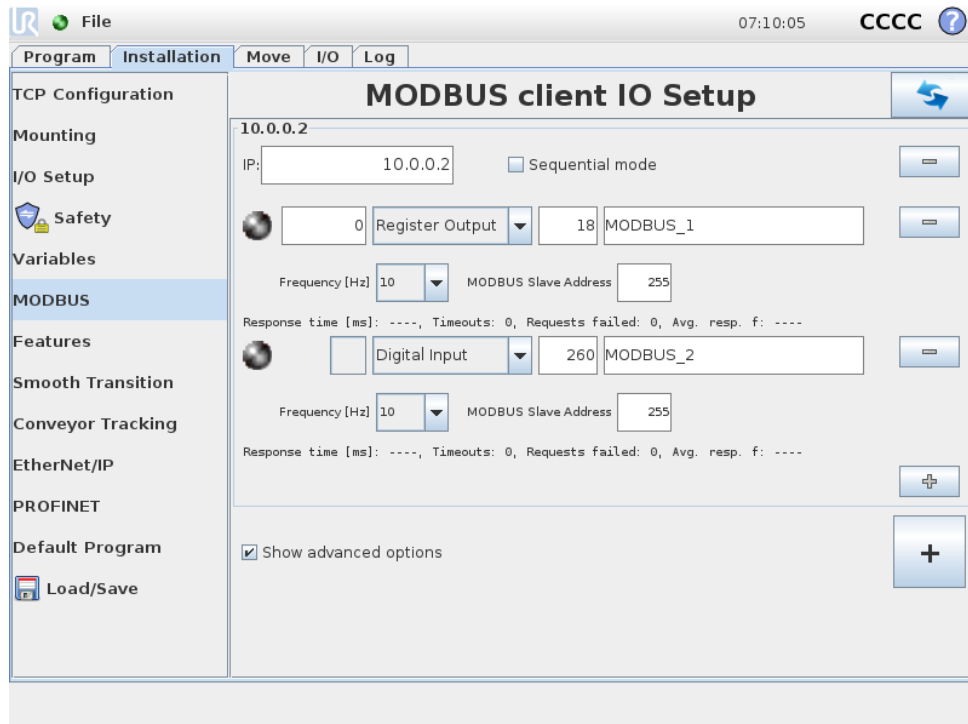 UR File 07:10:05 CCCC ?
Program Installation Move I/O Log
TCP Configuration
Mounting
I/O Setup
Safety
Variables
MODBUS
Features
Smooth Transition
Conveyor Tracking
EtherNet/IP
PROFINET
Default Program
Load/Save
MODBUS client IO Setup
10.0.0.2
IP: 10.0.0.2 Sequential mode
0 Register Output 18 MODBUS_1
Frequency [Hz] 10 MODBUS Slave Address 255
Response time [ms]: ----, Timeouts: 0, Requests failed: 0, Avg. resp. f: ----
Digital Input 260 MODBUS_2
Frequency [Hz] 10 MODBUS Slave Address 255
Response time [ms]: ----, Timeouts: 0, Requests failed: 0, Avg. resp. f: ----
Show advanced options